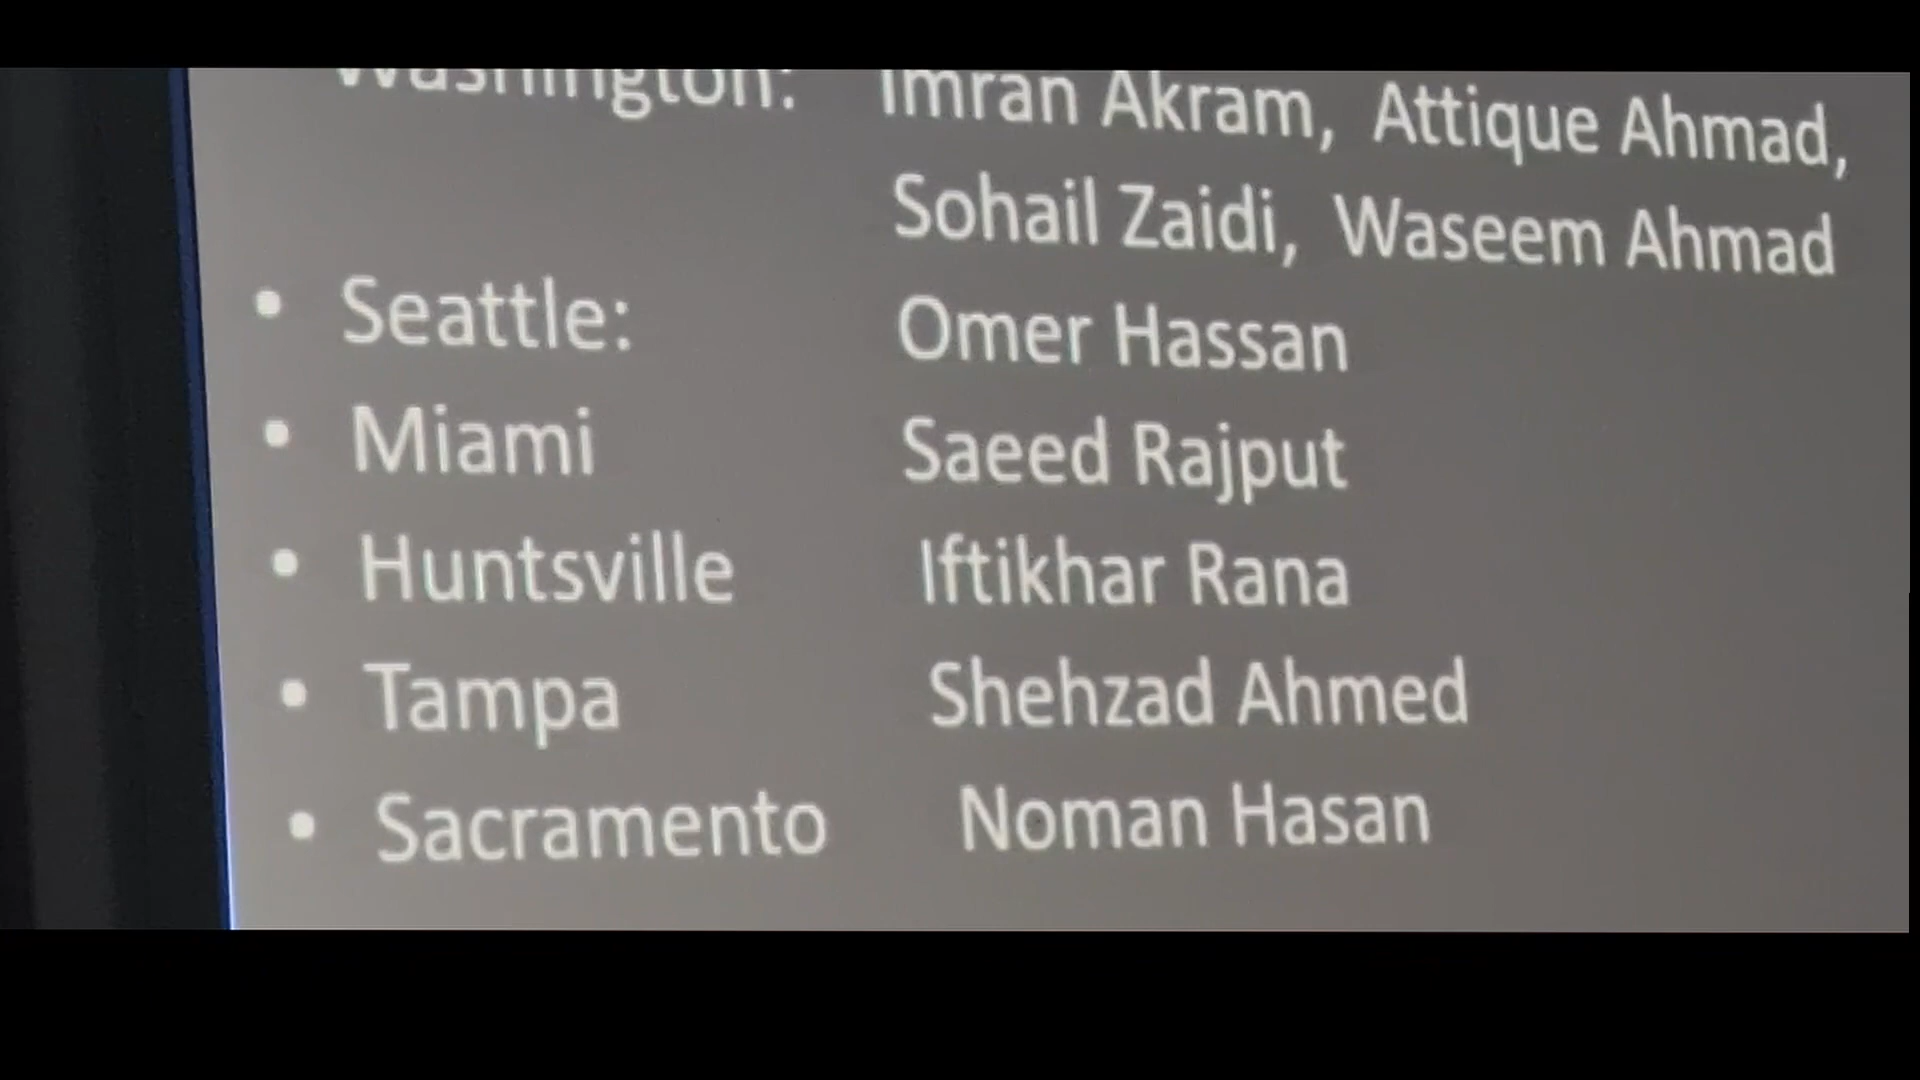 Washington: Imran Akram, Attique Ahmad,
Sohail Zaidi, Waseem Ahmad
• Seattle: Omer Hassan
• Miami Saeed Rajput
• Huntsville Iftikhar Rana
• Tampa Shehzad Ahmed
• Sacramento Noman Hasan